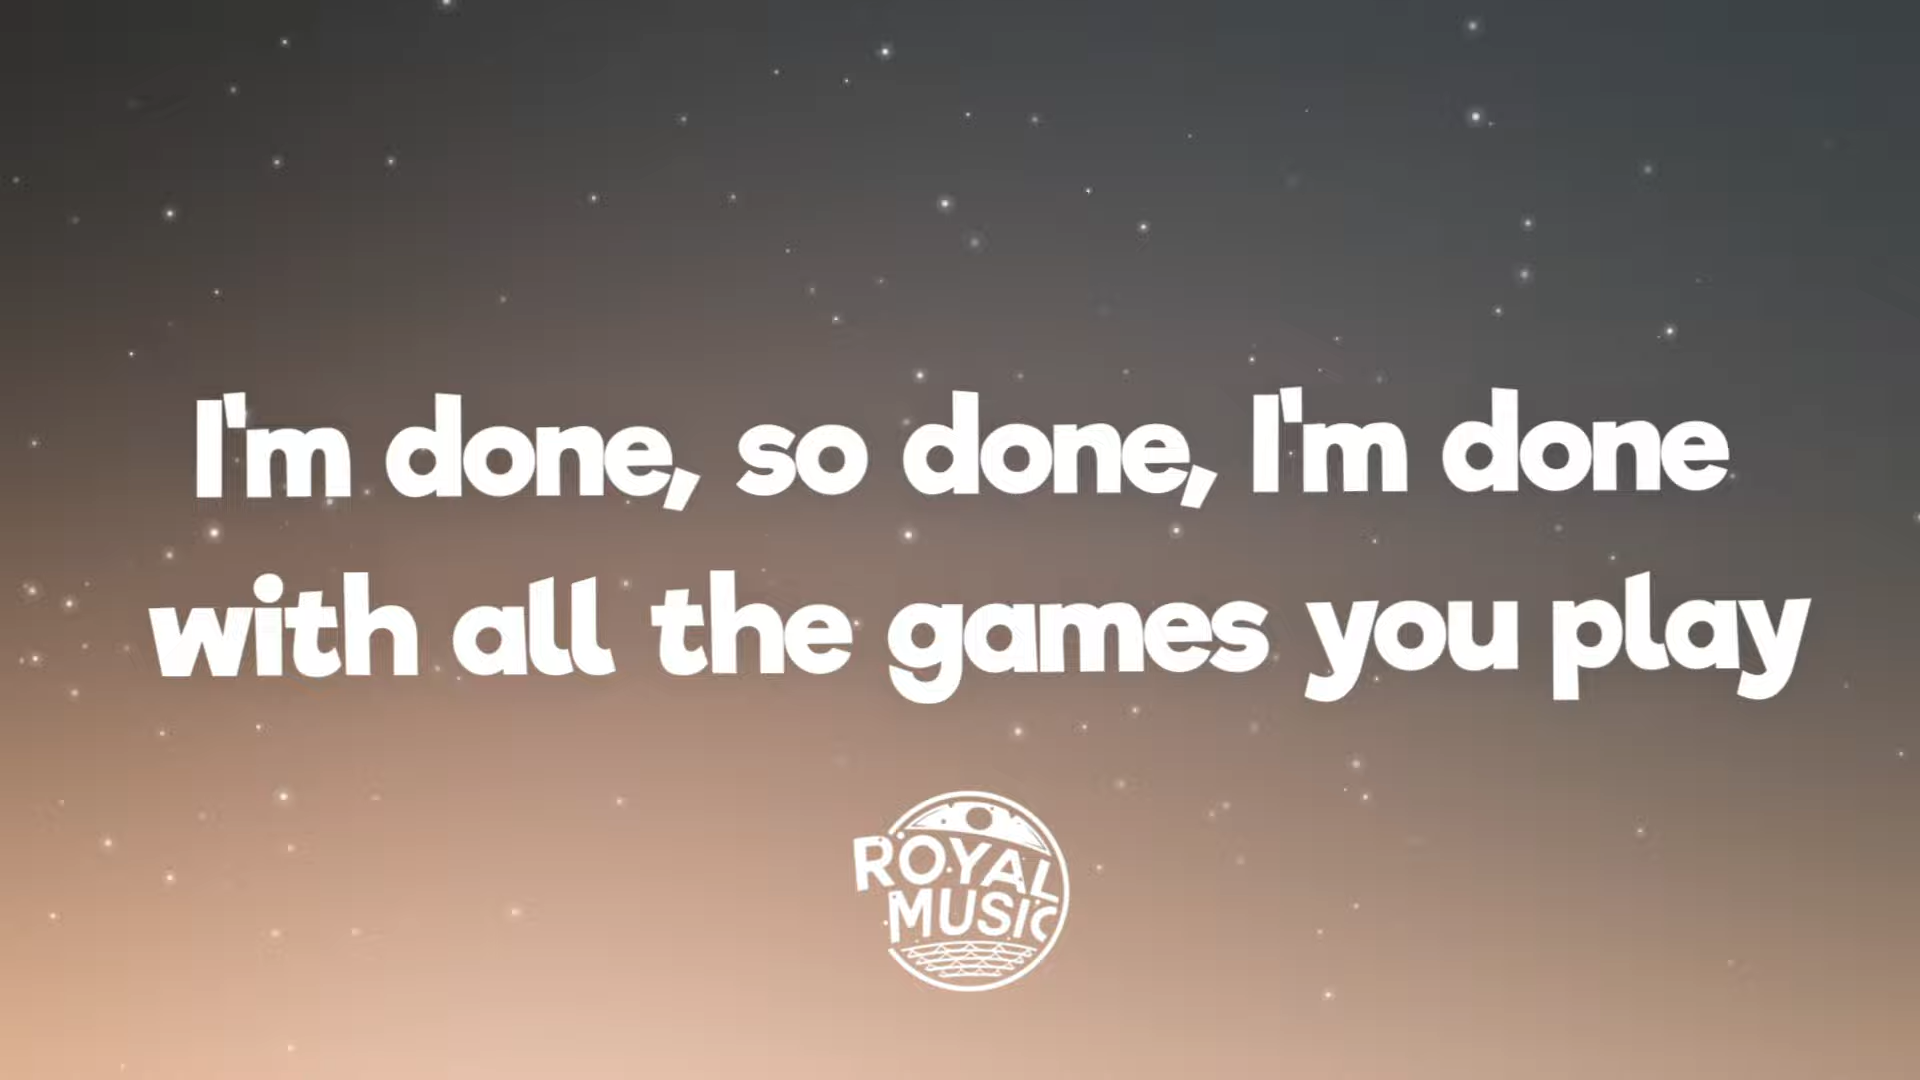 I'm done, so done, I'm done
with all the games you play
ROYAL
MUSIC